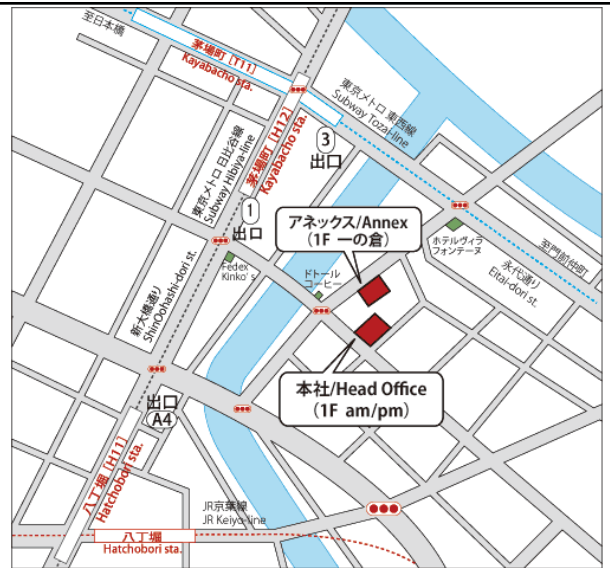 至日本橋
茅場町 [T11]
Kayabacho sta.
東京メトロ 東西線
Subway Tozai-line
茅場町 [H12]
Kayabacho sta.
東京メトロ 日比谷線
Subway Hibiya-line
3
出口
1
出口
アネックス/Annex
(1F 一の倉)
ホテルヴィラ
フォンテーヌ
至門前仲町
永代通り
Etai-dori st.
Fedex
Kinko's
ドトール
コーヒー
新大橋通り
ShinOohashi-dori st.
本社/Head Office
(1F am/pm)
出口
A4
八丁堀 [H11]
Hatchobori sta.
JR京葉線
JR Keiyo-line
八丁堀
Hatchobori sta.